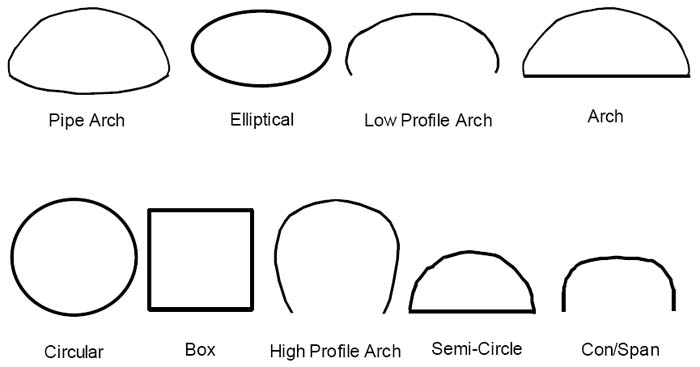 Pipe Arch
Elliptical
Low Profile Arch
Arch
Circular
Box
High Profile Arch
Semi-Circle
Con/Span